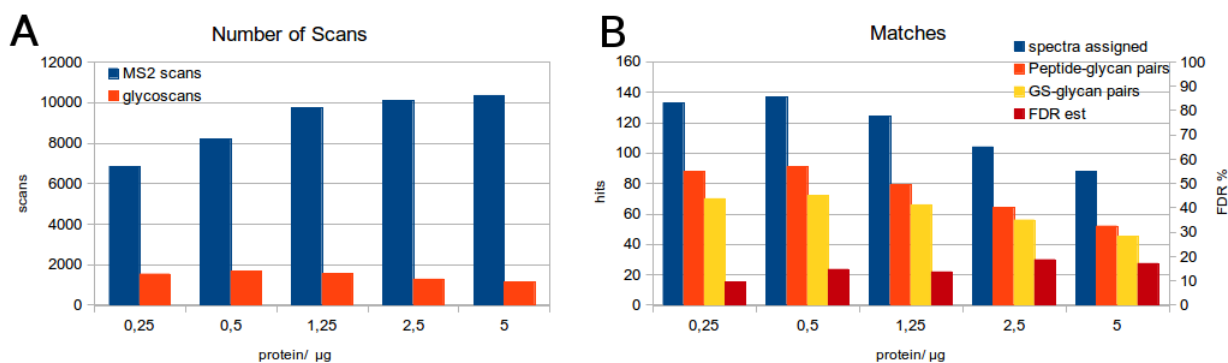 A
Number of Scans
12000
10000
8000
6000
4000
2000
0
scans
MS2 scans
glycoscans
0,25 0,5 1,25 2,5 5
protein/ µg
B
Matches
spectra assigned
Peptide-glycan pairs
GS-glycan pairs
FDR est
160
140
120
100
80
60
40
20
0
hits
100
90
80
70
60
50
40
30
20
10
0
FDR %
0,25 0,5 1,25 2,5 5
protein/ µg